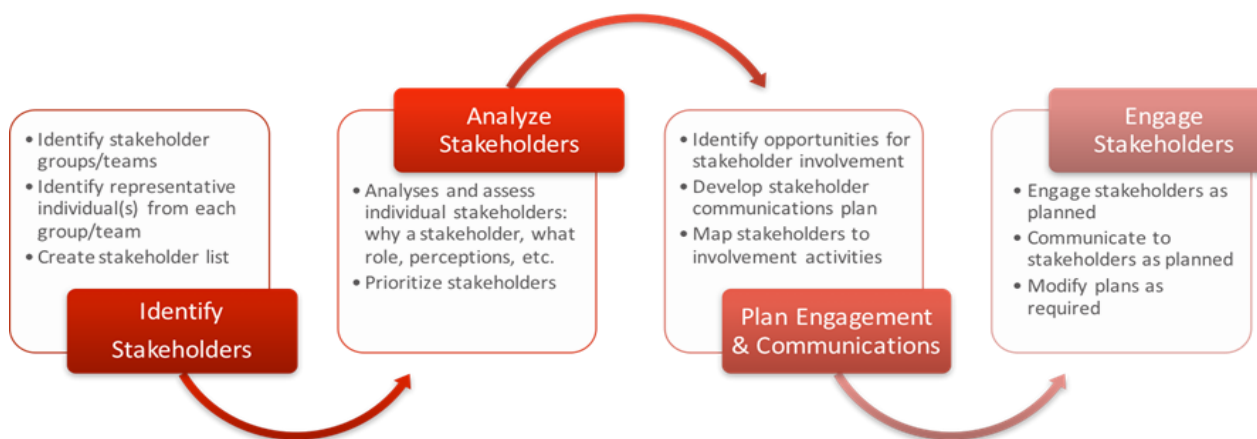 • Identify stakeholder
groups/teams
• Identify representative
individual(s) from each
group/team
• Create stakeholder list
Identify
Stakeholders
Analyze
Stakeholders
• Analyses and assess
individual stakeholders:
why a stakeholder, what
role, perceptions, etc.
• Prioritize stakeholders
• Identify opportunities for
stakeholder involvement
• Develop stakeholder
communications plan
• Map stakeholders to
involvement activities
Plan Engagement
& Communications
Engage
Stakeholders
• Engage stakeholders as
planned
• Communicate to
stakeholders as planned
• Modify plans as
required